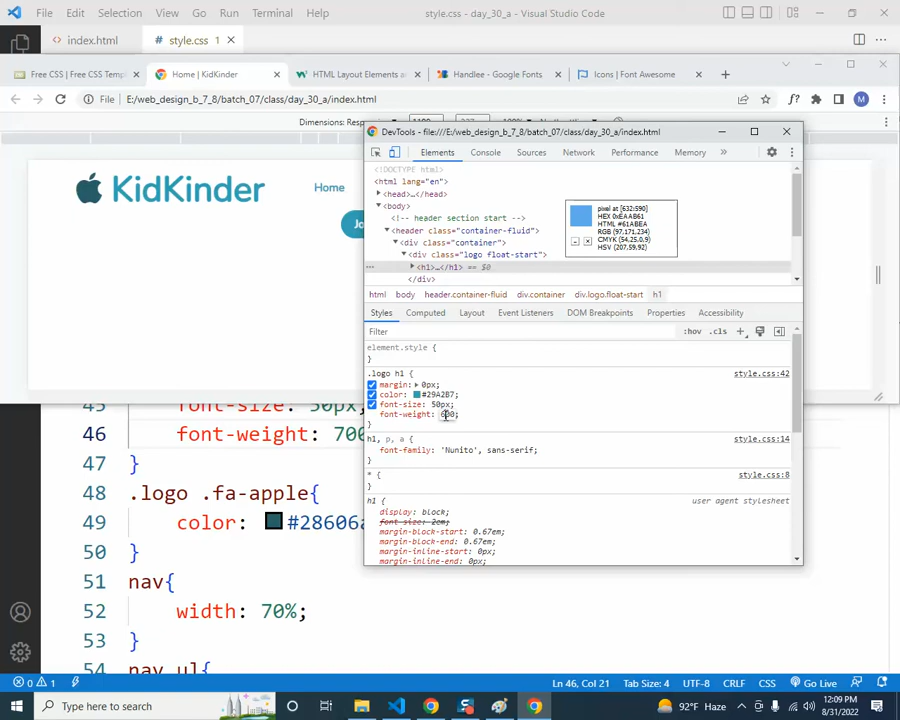 File Edit Selection View Go Run Terminal Help style.css - day_30_a - Visual Studio Code
index.html style.css 1
Free CSS | Free CSS Templ Home | KidKinder HTML Layout Elements a Handlee - Google Fonts Icons | Font Awesome
File E:/web_design_b_7_8/batch_07/class/day_30_a/index.html
Dimensions: Respo
KidKinder Home
Jo
DevTools - file:///E:/web_design_b_7_8/batch_07/class/day_30_a/index.html
Elements Console Sources Network Performance Memory »
<!DOCTYPE html>
<html lang="en">
<head>…</head>
<body>
<!-- header section start -->
<header class="container-fluid">
<div class="container">
<div class="logo float-start">
<h1>…</h1> == $0
</div>
pixel at [632:590]
HEX 0xEAAB61
HTML #61ABEA
RGB (97,171,234)
CMYK (54,25,0,9)
HSV (207,59,92)
html body header.container-fluid div.container div.logo.float-start h1
Styles Computed Layout Event Listeners DOM Breakpoints Properties Accessibility
Filter :hov .cls
element.style {
}
.logo h1 { style.css:42
margin: 0px;
color: #29A2B7;
font-size: 50px;
font-weight: 600;
}
h1, p, a { style.css:14
font-family: 'Nunito', sans-serif;
}
* { style.css:8
}
h1 { user agent stylesheet
display: block;
font-size: 2em;
margin-block-start: 0.67em;
margin-block-end: 0.67em;
margin-inline-start: 0px;
margin-inline-end: 0px;
45 font-size: 50px;
46 font-weight: 700
47 }
48 .logo .fa-apple{
49 color: #28606
50 }
51 nav{
52 width: 70%;
53 }
54 nav ul{
0 1 Ln 46, Col 21 Tab Size: 4 UTF-8 CRLF CSS Go Live
Type here to search 92°F Haze 12:09 PM
8/31/2022